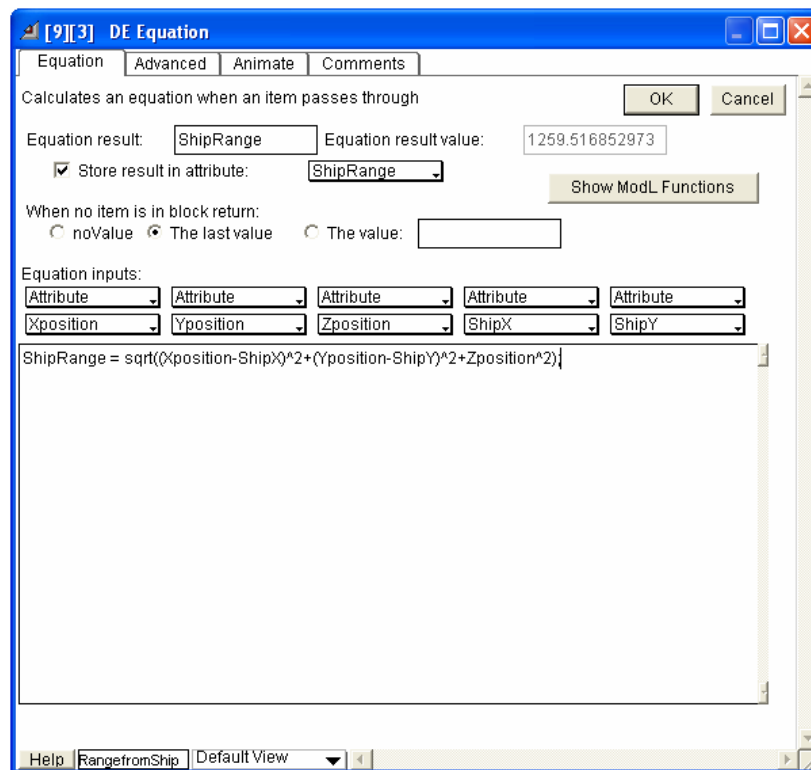 [9][3] DE Equation
Equation Advanced Animate Comments
Calculates an equation when an item passes through OK Cancel
Equation result: ShipRange Equation result value: 1259.516852973
Store result in attribute: ShipRange
Show ModL Functions
When no item is in block return:
noValue The last value The value:
Equation inputs:
Attribute Attribute Attribute Attribute Attribute
Xposition Yposition Zposition ShipX ShipY
ShipRange = sqrt((Xposition-ShipX)^2+(Yposition-ShipY)^2+Zposition^2);
Help RangefromShip Default View